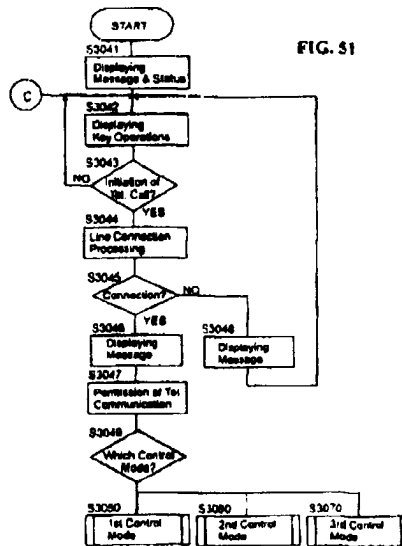 START
FIG. 51
S3041
Displaying
Message & Status
C
S3042
Displaying
Key Operations
S3043
Initiation of
Tel. Call?
NO
YES
S3044
Line Connection
Processing
S3045
Connection?
NO
YES
S3046
Displaying
Message
S3048
Displaying
Message
S3047
Permission of Tel
Communication
S3049
Which Control
Mode?
S3050
1st Control
Mode
S3060
2nd Control
Mode
S3070
3rd Control
Mode